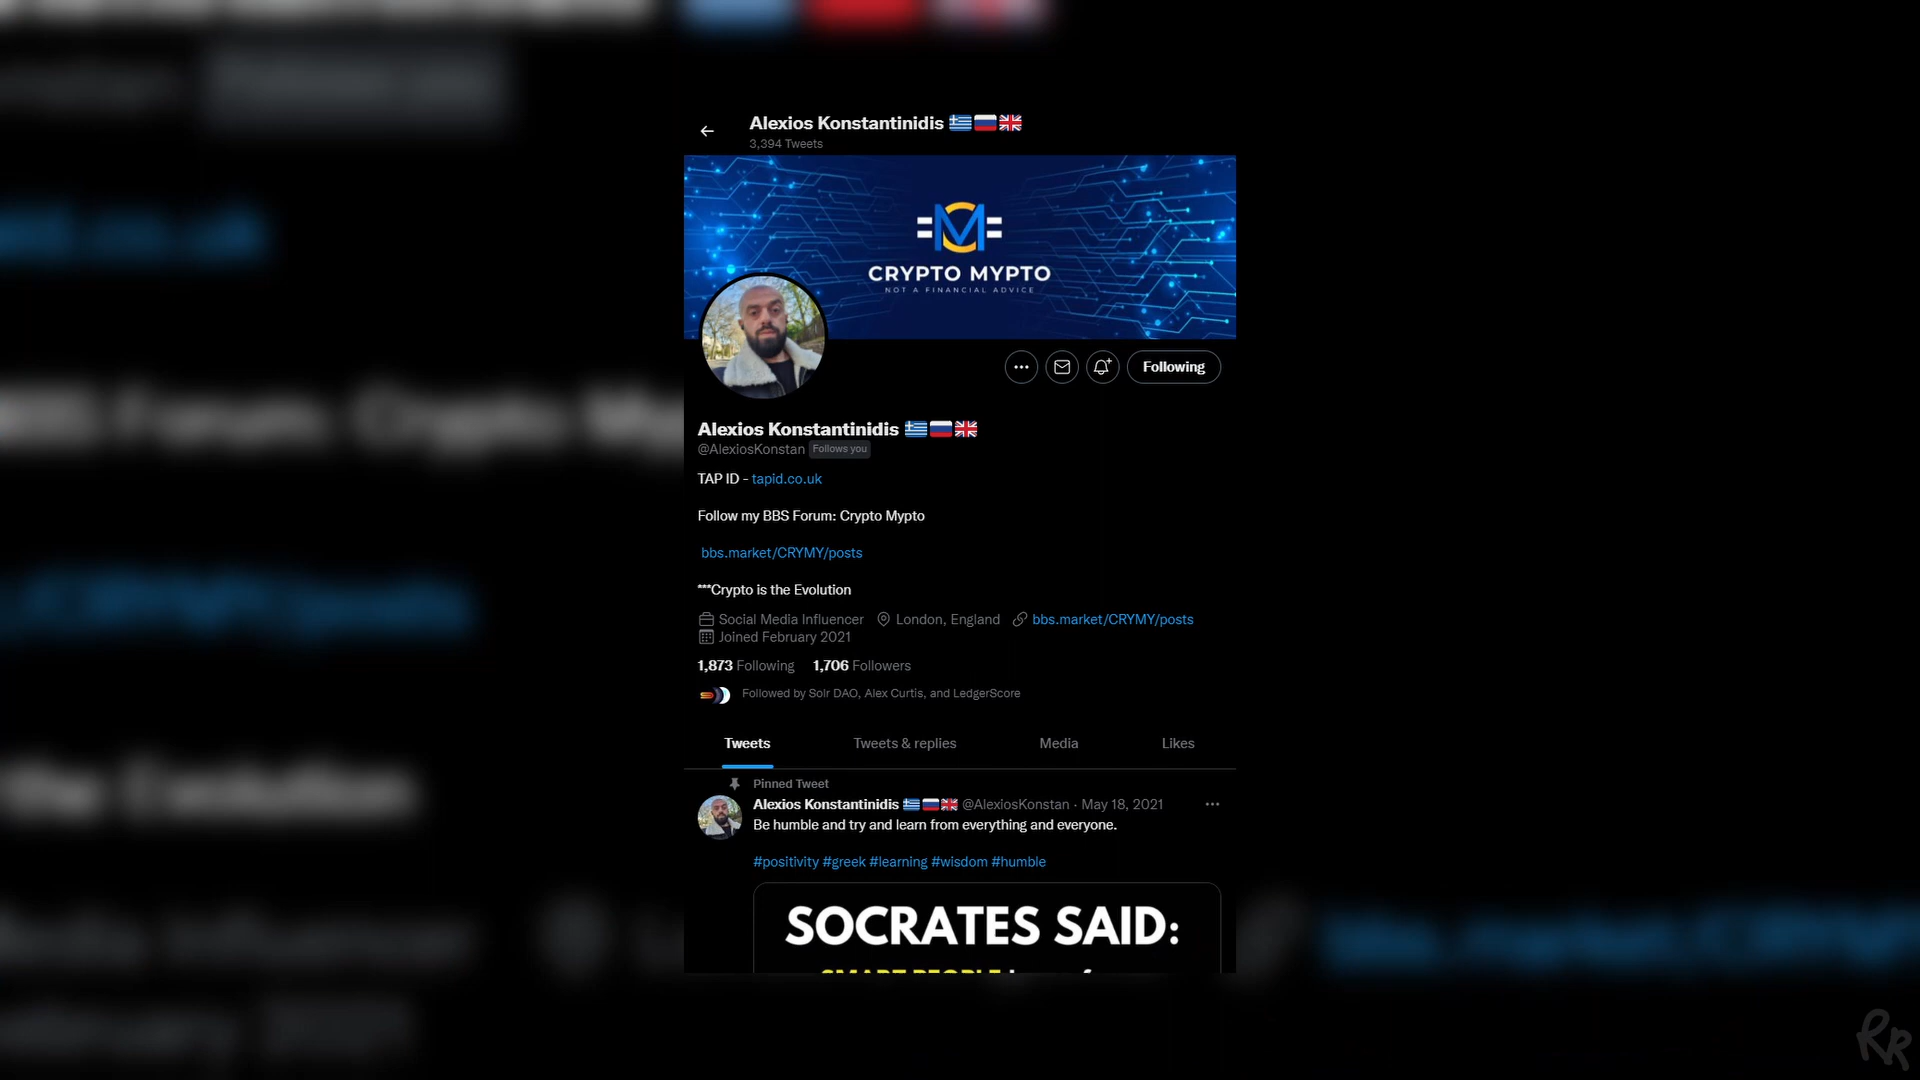 Alexios Konstantinidis 🇬🇷🇷🇺🇬🇧
3,394 Tweets
CRYPTO MYPTO
NOT A FINANCIAL ADVICE
Following
Alexios Konstantinidis 🇬🇷🇷🇺🇬🇧
@AlexiosKonstan Follows you
TAP ID - tapid.co.uk
Follow my BBS Forum: Crypto Mypto
bbs.market/CRYMY/posts
***Crypto is the Evolution
Social Media Influencer London, England bbs.market/CRYMY/posts
Joined February 2021
1,873 Following 1,706 Followers
Followed by Solr DAO, Alex Curtis, and LedgerScore
Tweets Tweets & replies Media Likes
Pinned Tweet
Alexios Konstantinidis 🇬🇷🇷🇺🇬🇧 @AlexiosKonstan · May 18, 2021
Be humble and try and learn from everything and everyone.
#positivity #greek #learning #wisdom #humble
SOCRATES SAID: